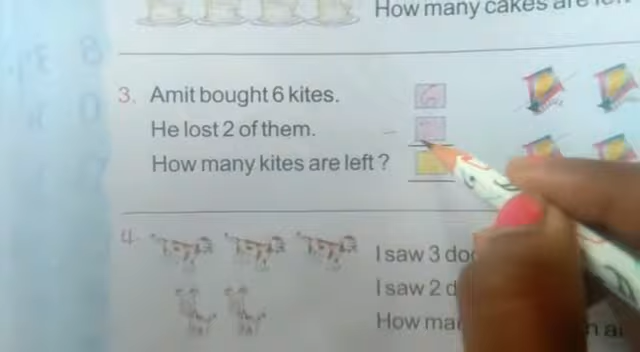 How many cakes are
3. Amit bought 6 kites.
6
He lost 2 of them.
How many kites are left ?
4
I saw 3 do
I saw 2 d
How ma